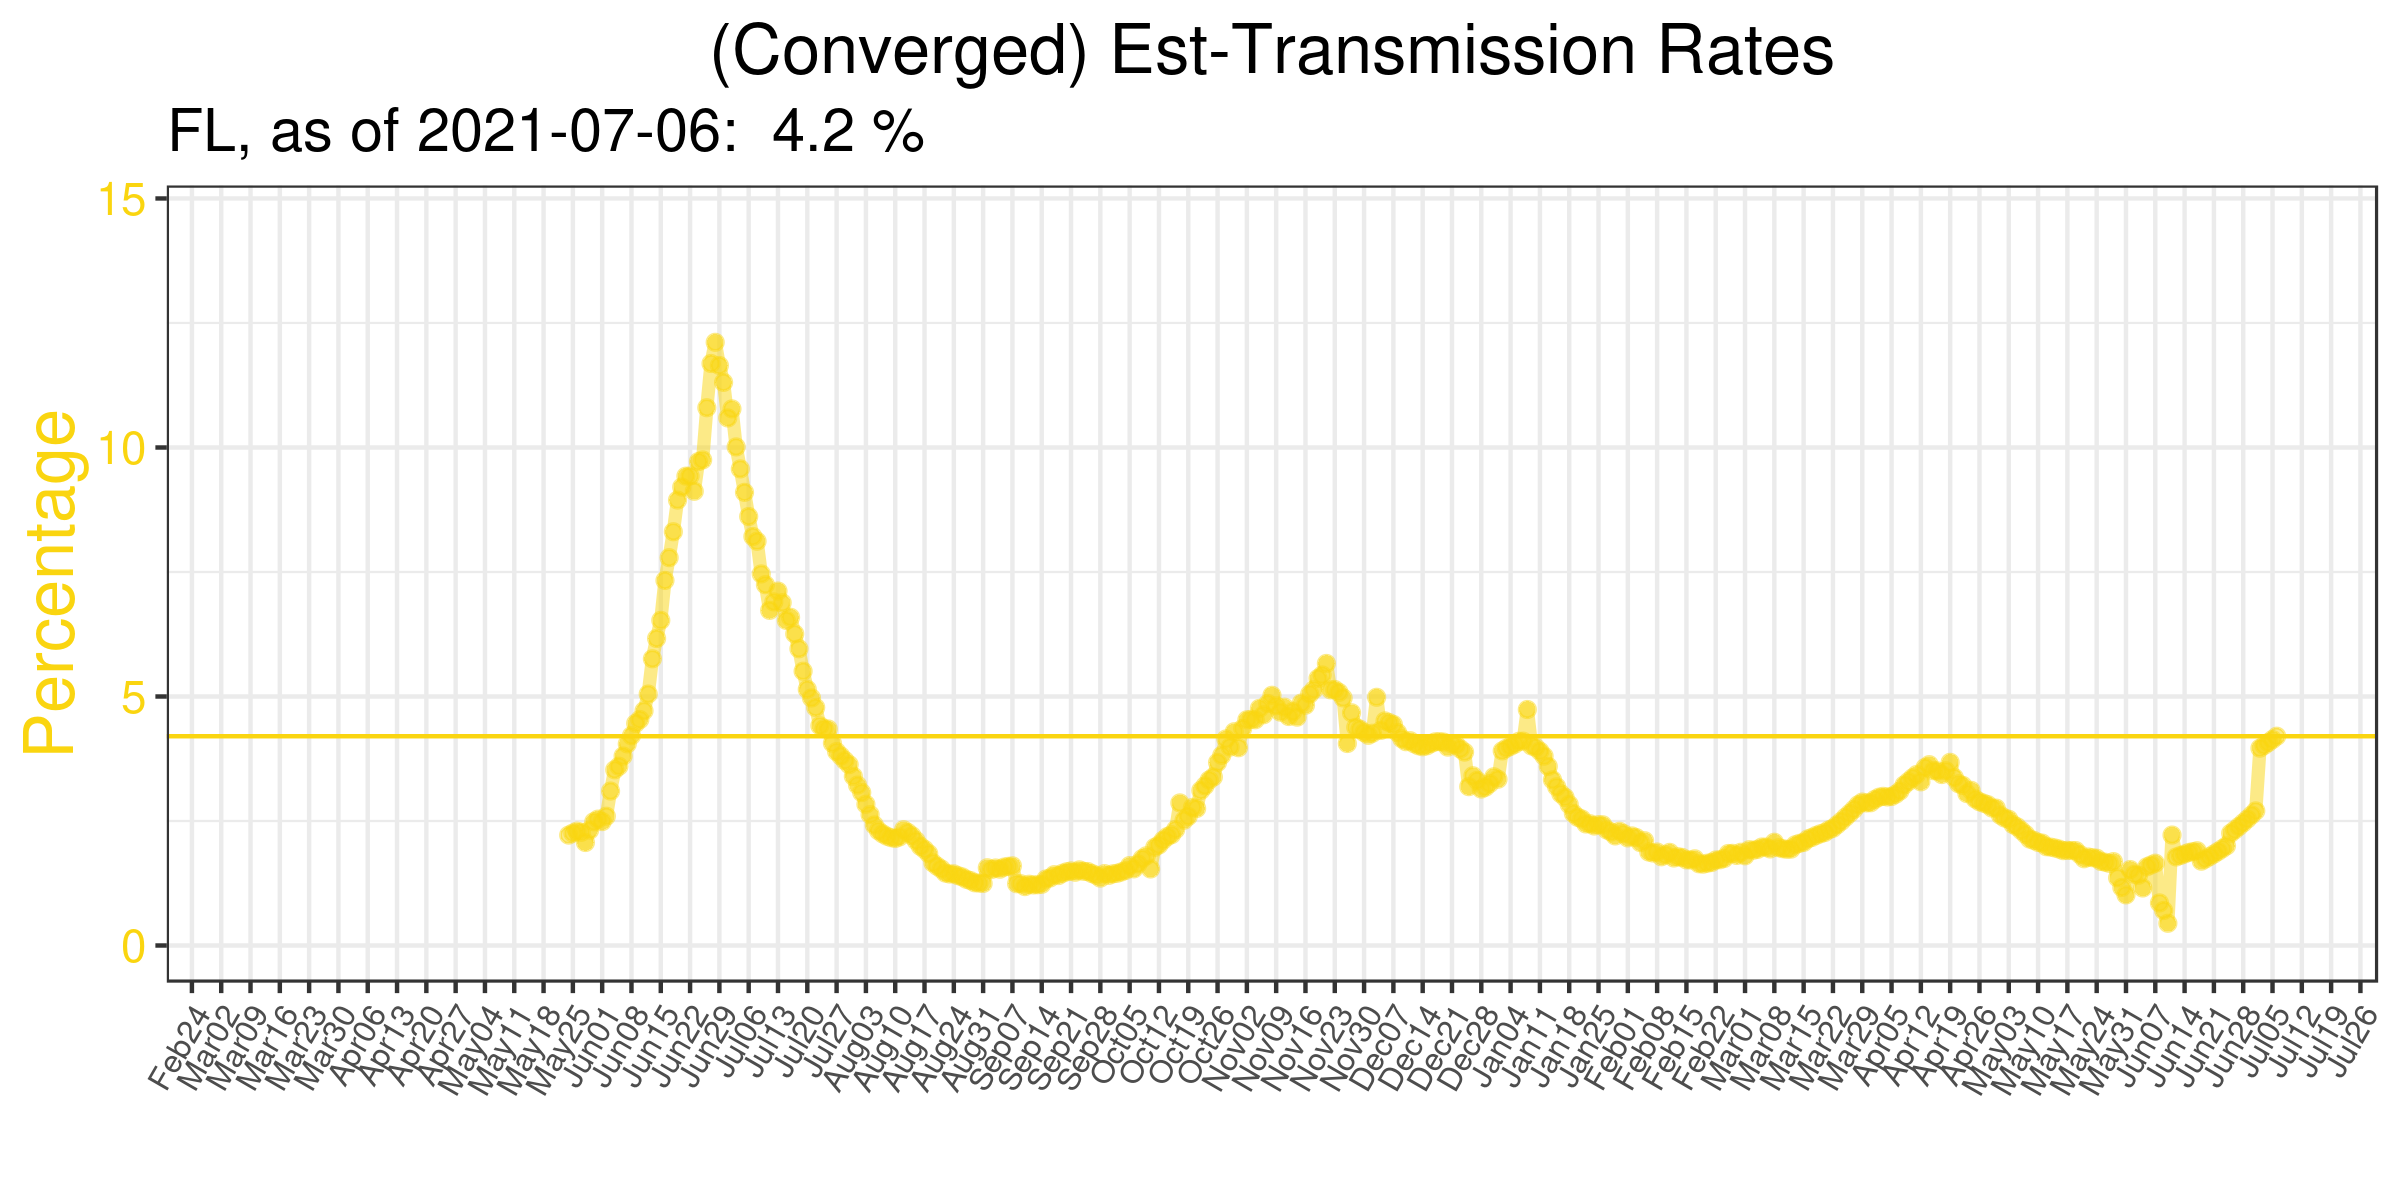 (Converged) Est-Transmission Rates
FL, as of 2021-07-06:  4.2 %
Percentage
15
10
5
0
Feb24
Mar02
Mar09
Mar16
Mar23
Mar30
Apr06
Apr13
Apr20
Apr27
May04
May11
May18
May25
Jun01
Jun08
Jun15
Jun22
Jun29
Jul06
Jul13
Jul20
Jul27
Aug03
Aug10
Aug17
Aug24
Aug31
Sep07
Sep14
Sep21
Sep28
Oct05
Oct12
Oct19
Oct26
Nov02
Nov09
Nov16
Nov23
Nov30
Dec07
Dec14
Dec21
Dec28
Jan04
Jan11
Jan18
Jan25
Feb01
Feb08
Feb15
Feb22
Mar01
Mar08
Mar15
Mar22
Mar29
Apr05
Apr12
Apr19
Apr26
May03
May10
May17
May24
May31
Jun07
Jun14
Jun21
Jun28
Jul05
Jul12
Jul19
Jul26